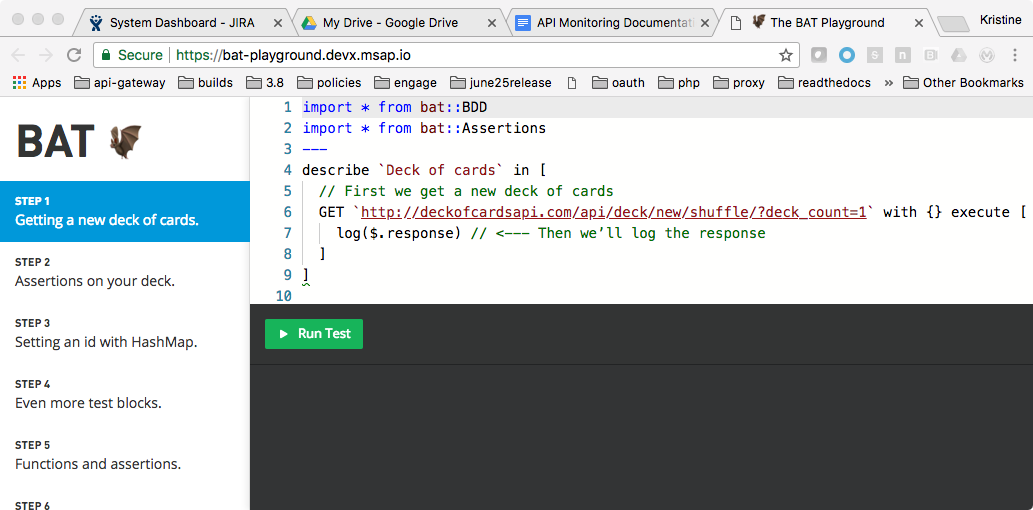 System Dashboard - JIRA
My Drive - Google Drive
API Monitoring Documentat
The BAT Playground
Kristine
Secure
https://bat-playground.devx.msap.io
Apps
api-gateway
builds
3.8
policies
engage
june25release
oauth
php
proxy
readthedocs
»
Other Bookmarks
BAT
STEP 1
Getting a new deck of cards.
STEP 2
Assertions on your deck.
STEP 3
Setting an id with HashMap.
STEP 4
Even more test blocks.
STEP 5
Functions and assertions.
STEP 6
1 import * from bat::BDD
2 import * from bat::Assertions
3 ---
4 describe `Deck of cards` in [
5 // First we get a new deck of cards
6 GET `http://deckofcardsapi.com/api/deck/new/shuffle/?deck_count=1` with {} execute [
7 log($.response) // <--- Then we’ll log the response
8 ]
9 ]
10
Run Test